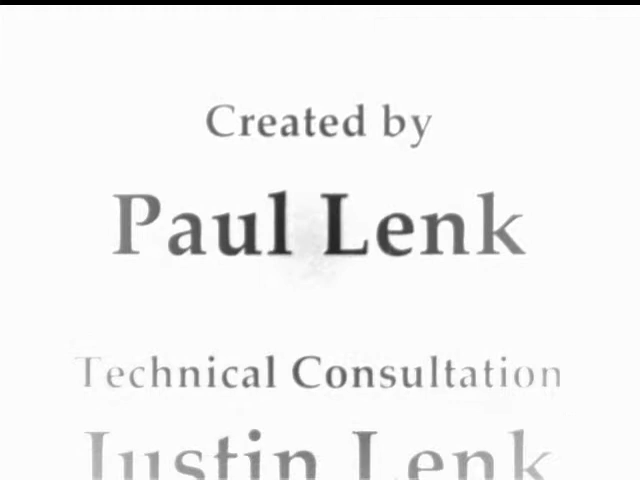 Created by
Paul Lenk
Technical Consultation
Justin Lenk